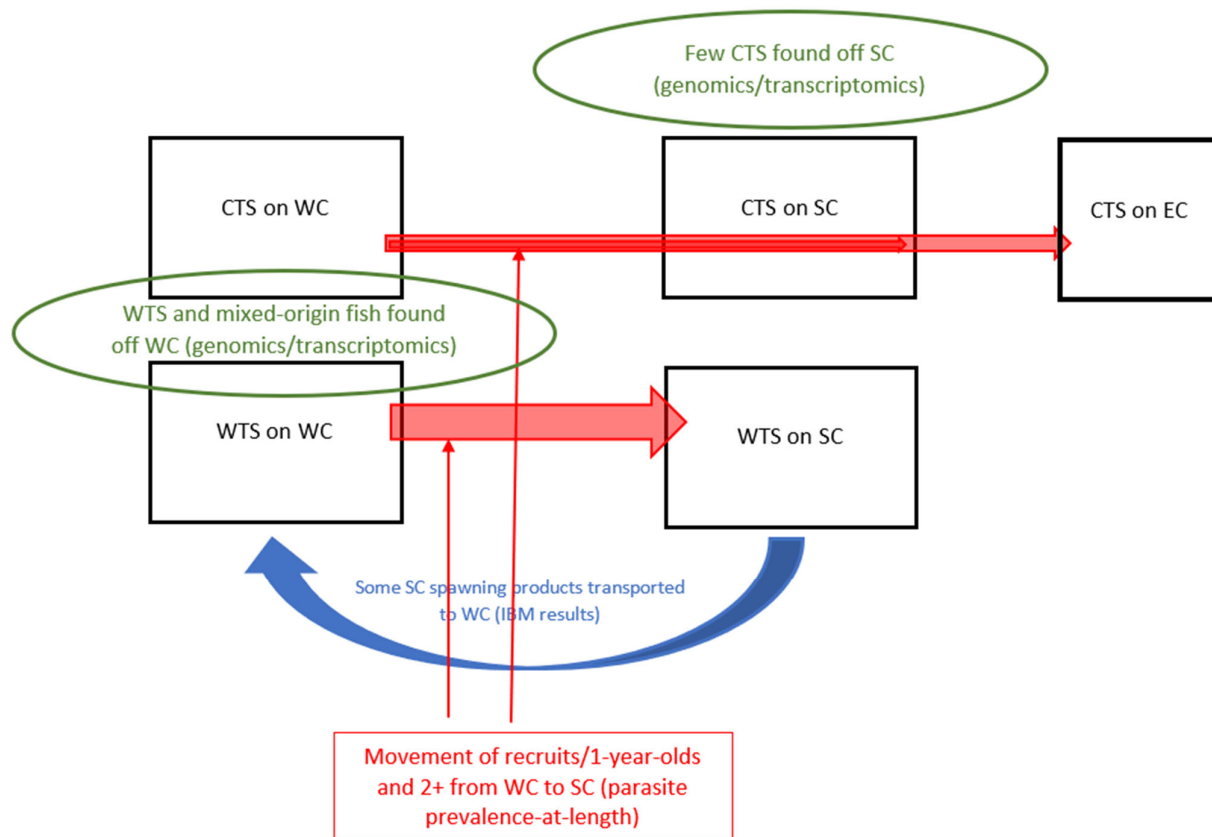 Few CTS found off SC
(genomics/transcriptomics)
CTS on WC
CTS on SC
CTS on EC
WTS and mixed-origin fish found
off WC (genomics/transcriptomics)
WTS on WC
WTS on SC
Some SC spawning products transported
to WC (IBM results)
Movement of recruits/1-year-olds
and 2+ from WC to SC (parasite
prevalence-at-length)